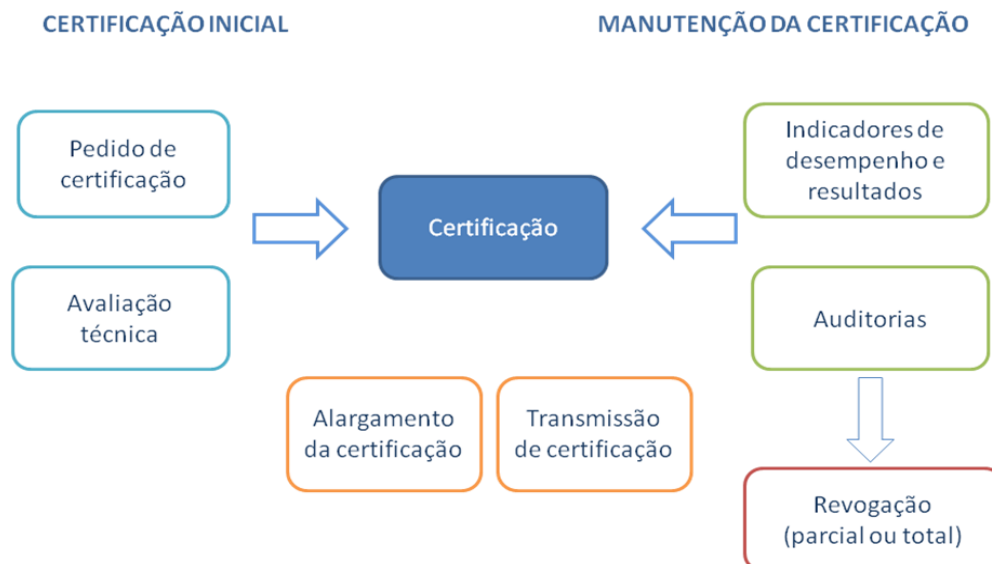 CERTIFICAÇÃO INICIAL
MANUTENÇÃO DA CERTIFICAÇÃO
Pedido de
certificação
Avaliação
técnica
Certificação
Indicadores de
desempenho e
resultados
Auditorias
Alargamento
da certificação
Transmissão
de certificação
Revogação
(parcial ou total)